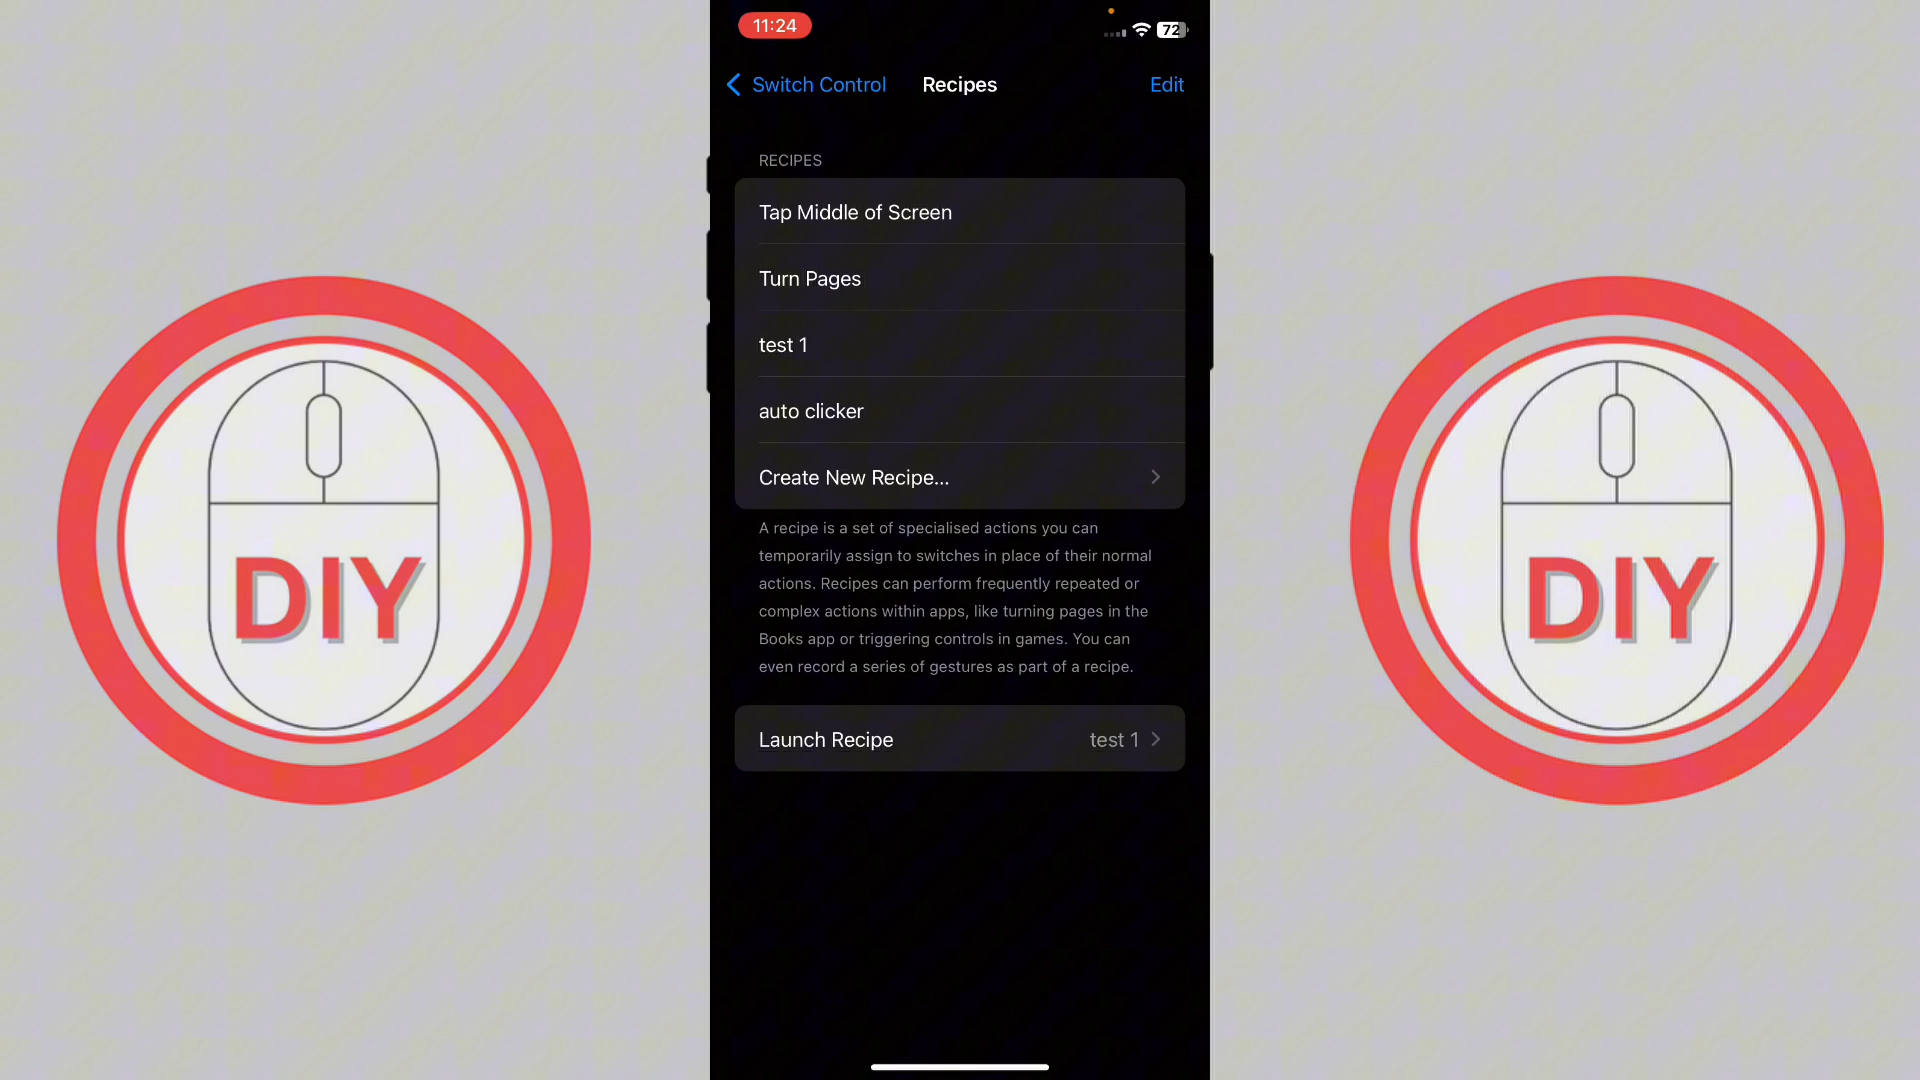 11:24
72
Switch Control
Recipes
Edit
RECIPES
Tap Middle of Screen
Turn Pages
test 1
auto clicker
Create New Recipe...
A recipe is a set of specialised actions you can
temporarily assign to switches in place of their normal
actions. Recipes can perform frequently repeated or
complex actions within apps, like turning pages in the
Books app or triggering controls in games. You can
even record a series of gestures as part of a recipe.
Launch Recipe
test 1
DIY
DIY